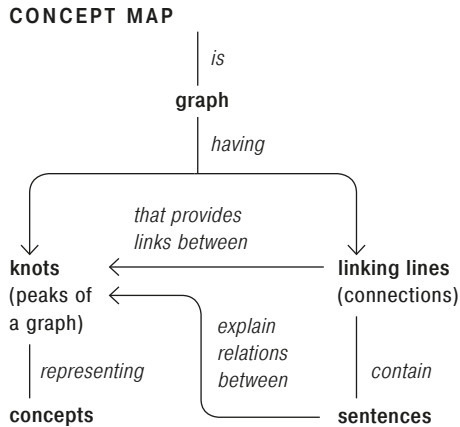 CONCEPT MAP
is
graph
having
that provides
links between
knots
(peaks of
a graph)
linking lines
(connections)
explain
relations
between
representing
contain
concepts
sentences